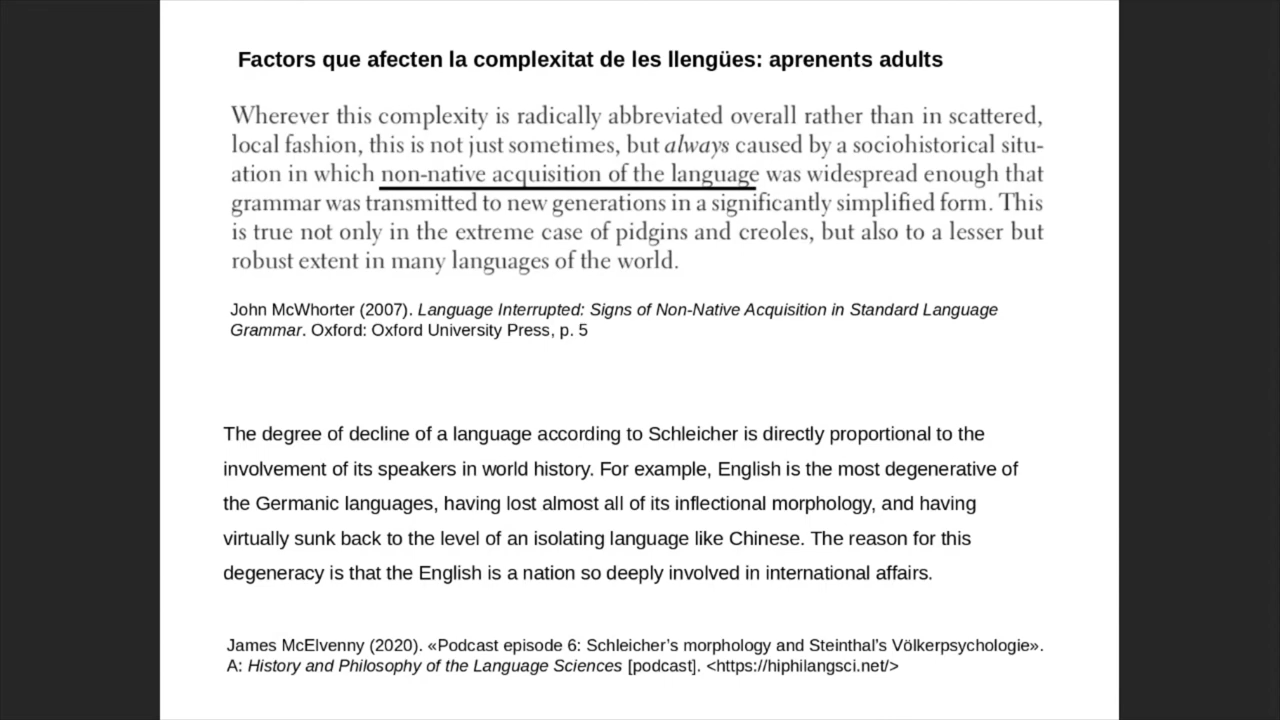 Factors que afecten la complexitat de les llengües: aprenents adults
Wherever this complexity is radically abbreviated overall rather than in scattered,
local fashion, this is not just sometimes, but always caused by a sociohistorical situ-
ation in which non-native acquisition of the language was widespread enough that
grammar was transmitted to new generations in a significantly simplified form. This
is true not only in the extreme case of pidgins and creoles, but also to a lesser but
robust extent in many languages of the world.
John McWhorter (2007). Language Interrupted: Signs of Non-Native Acquisition in Standard Language
Grammar. Oxford: Oxford University Press, p. 5
The degree of decline of a language according to Schleicher is directly proportional to the
involvement of its speakers in world history. For example, English is the most degenerative of
the Germanic languages, having lost almost all of its inflectional morphology, and having
virtually sunk back to the level of an isolating language like Chinese. The reason for this
degeneracy is that the English is a nation so deeply involved in international affairs.
James McElvenny (2020). «Podcast episode 6: Schleicher’s morphology and Steinthal’s Völkerpsychologie».
A: History and Philosophy of the Language Sciences [podcast]. <https://hiphilangsci.net/>